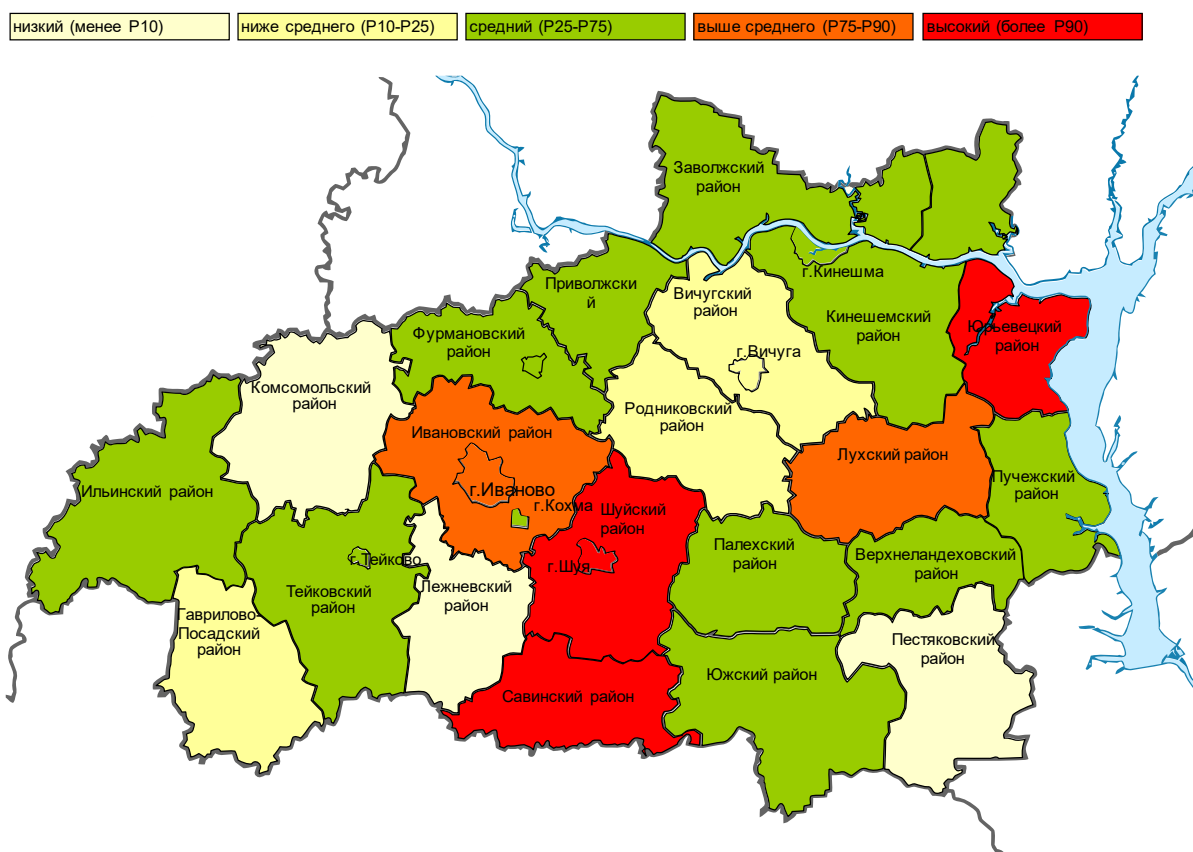 низкий (менее P10)
ниже среднего (P10-P25)
средний (P25-P75)
выше среднего (P75-P90)
высокий (более P90)
Заволжский
район
г.Кинешма
Приволжски
й
Вичугский
район
Кинешемский
район
Юрьевецкий
район
Фурмановский
район
г.Вичуга
Комсомольский
район
Родниковский
район
Ивановский район
Лухский район
Ильинский район
г.Иваново
Пучежский
район
г.Кохма
Шуйский
район
Палехский
район
Верхнеландеховский
район
г.Тейково
г.Шуя
Тейковский
район
Лежневский
район
Гаврилово-
Посадский
район
Пестяковский
район
Южский район
Савинский район